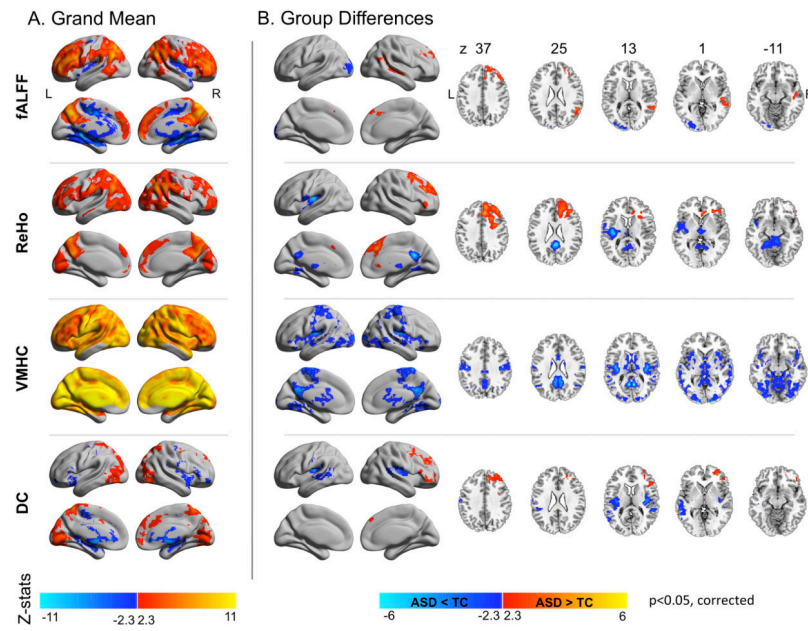 A. Grand Mean
B. Group Differences
z 37 25 13 1 -11
fALFF
L R
L
ReHo
VMHC
DC
Z-stats
-11 -2.3 2.3 11
ASD < TC ASD > TC
-6 -2.3 2.3 6
p<0.05, corrected